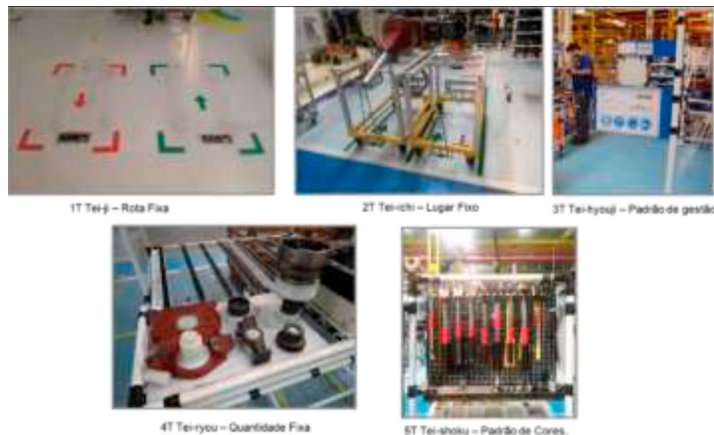 1T Tei-ji – Rota Fixa
2T Tei-ichi – Lugar Fixo
3T Tei-hyouji – Padrão de gestão
4T Tei-ryou – Quantidade Fixa
5T Tei-shoku – Padrão de Cores.